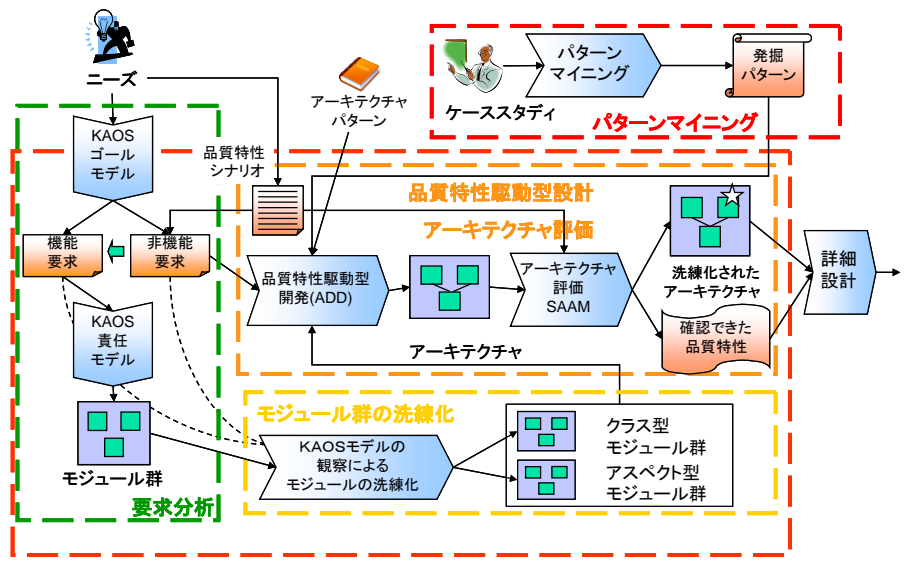 ニーズ
アーキテクチャ
パターン
ケーススタディ
パターン
マイニング
発掘
パターン
パターンマイニング
KAOS
ゴール
モデル
品質特性
シナリオ
品質特性駆動型設計
アーキテクチャ評価
機能
要求
非機能
要求
品質特性駆動型
開発(ADD)
アーキテクチャ
評価
SAAM
洗練化された
アーキテクチャ
詳細
設計
確認できた
品質特性
KAOS
責任
モデル
アーキテクチャ
モジュール群
要求分析
モジュール群の洗練化
KAOSモデルの
観察による
モジュールの洗練化
クラス型
モジュール群
アスペクト型
モジュール群